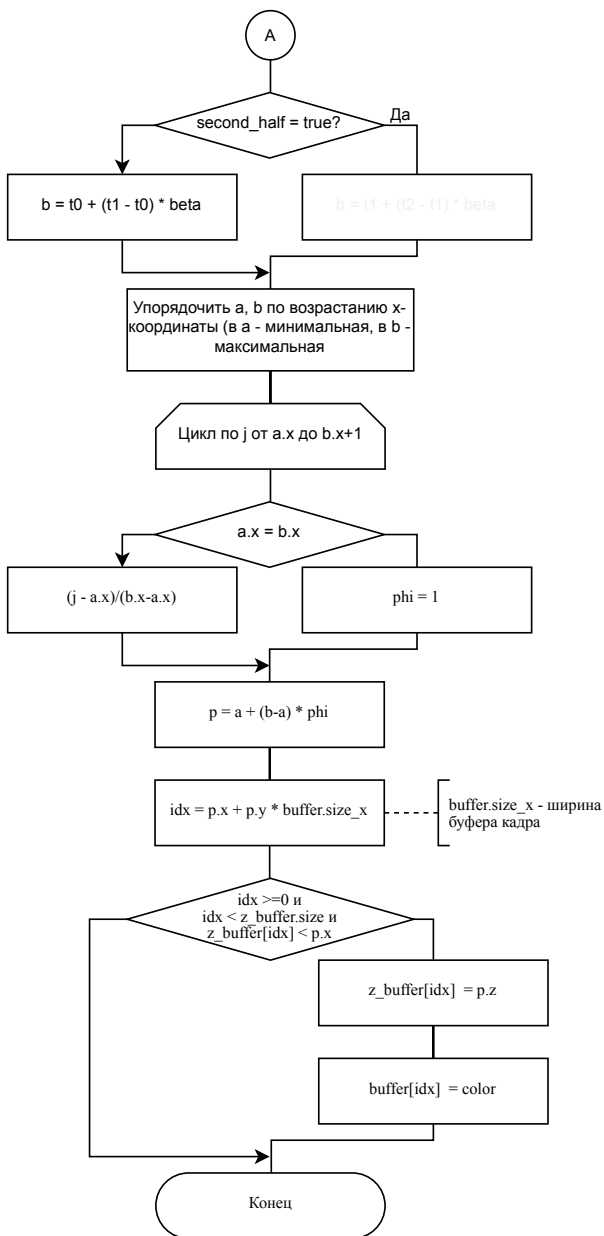 A
second_half = true?
Да
b = t0 + (t1 - t0) * beta
b = t1 + (t2 - t1) * beta
Упорядочить a, b по возрастанию x-
координаты (в a - минимальная, в b -
максимальная
Цикл по j от a.x до b.x+1
a.x = b.x
(j - a.x)/(b.x-a.x)
phi = 1
p = a + (b-a) * phi
idx = p.x + p.y * buffer.size_x
buffer.size_x - ширина
буфера кадра
idx >=0 и
idx < z_buffer.size и
z_buffer[idx] < p.x
z_buffer[idx] = p.z
buffer[idx] = color
Конец